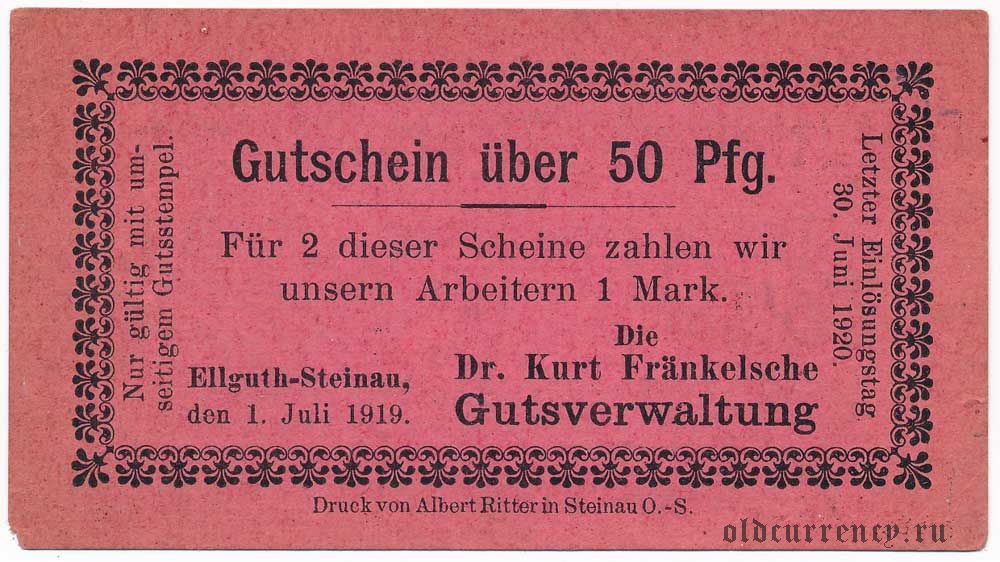 Gutschein über 50 Pfg.
Für 2 dieser Scheine zahlen wir
unsern Arbeitern 1 Mark.
Ellguth-Steinau,
den 1. Juli 1919.
Die
Dr. Kurt Fränkelsche
Gutsverwaltung
Nur gültig mit um-
seitigem Gutsstempel.
Letzter Einlösungstag
30. Juni 1920.
Druck von Albert Ritter in Steinau O.-S.
oldcurrency.ru